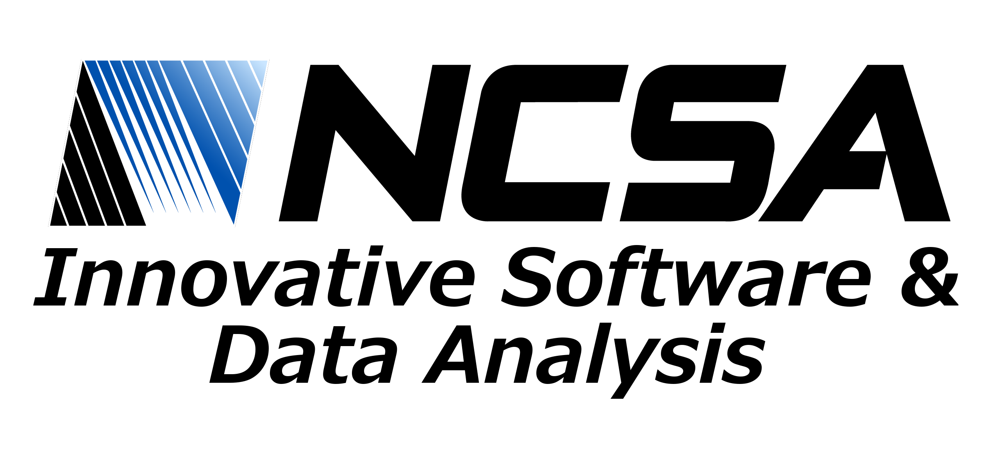 NCSA
Innovative Software &
Data Analysis